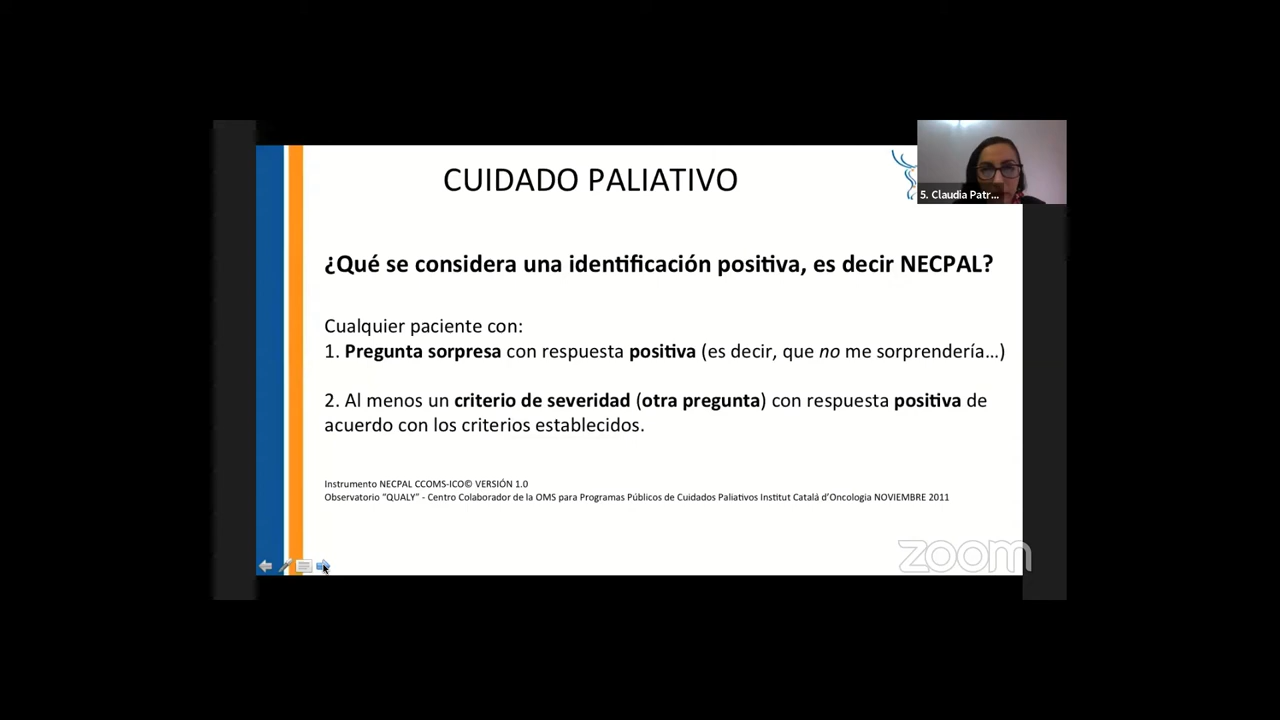 CUIDADO PALIATIVO
5. Claudia Patr...
¿Qué se considera una identificación positiva, es decir NECPAL?
Cualquier paciente con:
1. Pregunta sorpresa con respuesta positiva (es decir, que no me sorprendería...)
2. Al menos un criterio de severidad (otra pregunta) con respuesta positiva de
acuerdo con los criterios establecidos.
Instrumento NECPAL CCOMS-ICO© VERSIÓN 1.0
Observatorio "QUALY" - Centro Colaborador de la OMS para Programas Públicos de Cuidados Paliativos Institut Catalá d'Oncologia NOVIEMBRE 2011
zoom